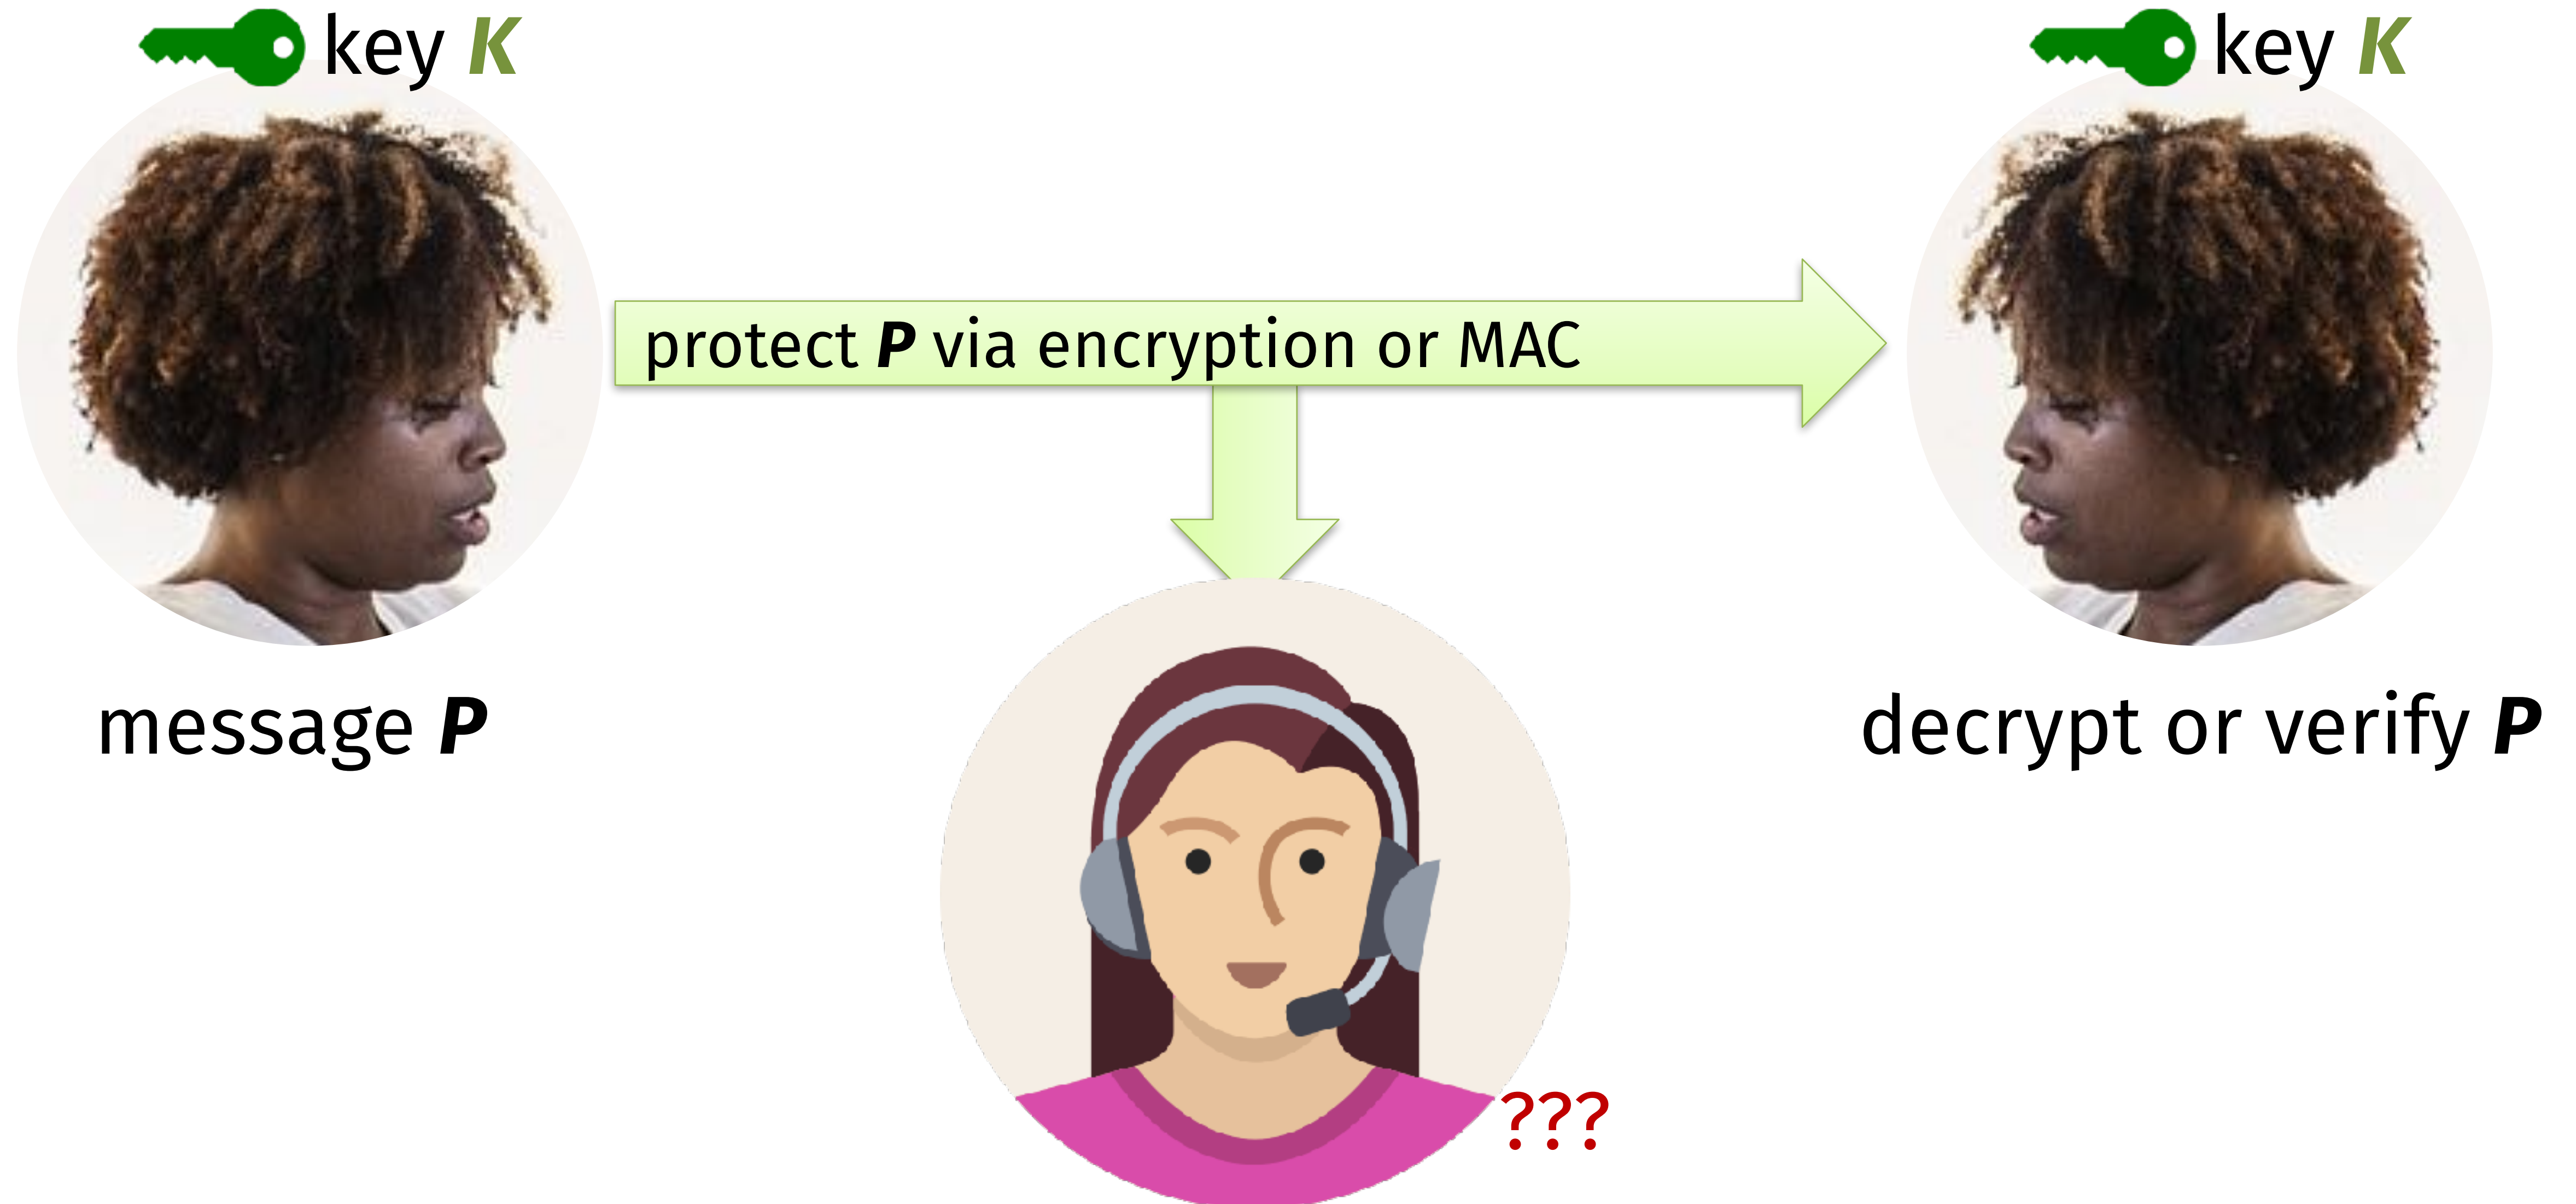 key K
key K
protect P via encryption or MAC
message P
decrypt or verify P
???